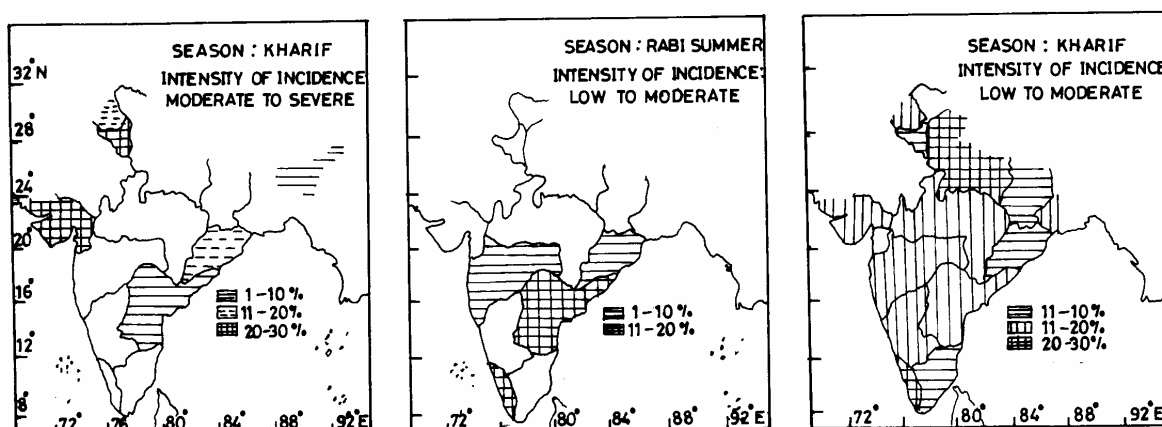 SEASON : KHARIF
INTENSITY OF INCIDENCE
MODERATE TO SEVERE
32° N
28°
24°
20°
16°
12°
8°
1-10%
11-20%
20-30%
72° 76 80° 84° 88° 92°E
SEASON : RABI SUMMER
INTENSITY OF INCIDENCE:
LOW TO MODERATE
1-10%
11-20%
72° 80° 84° 92°E
SEASON : KHARIF
INTENSITY OF INCIDENCE
LOW TO MODERATE
11-10%
11-20%
20-30%
72° 80° 88° 92°E